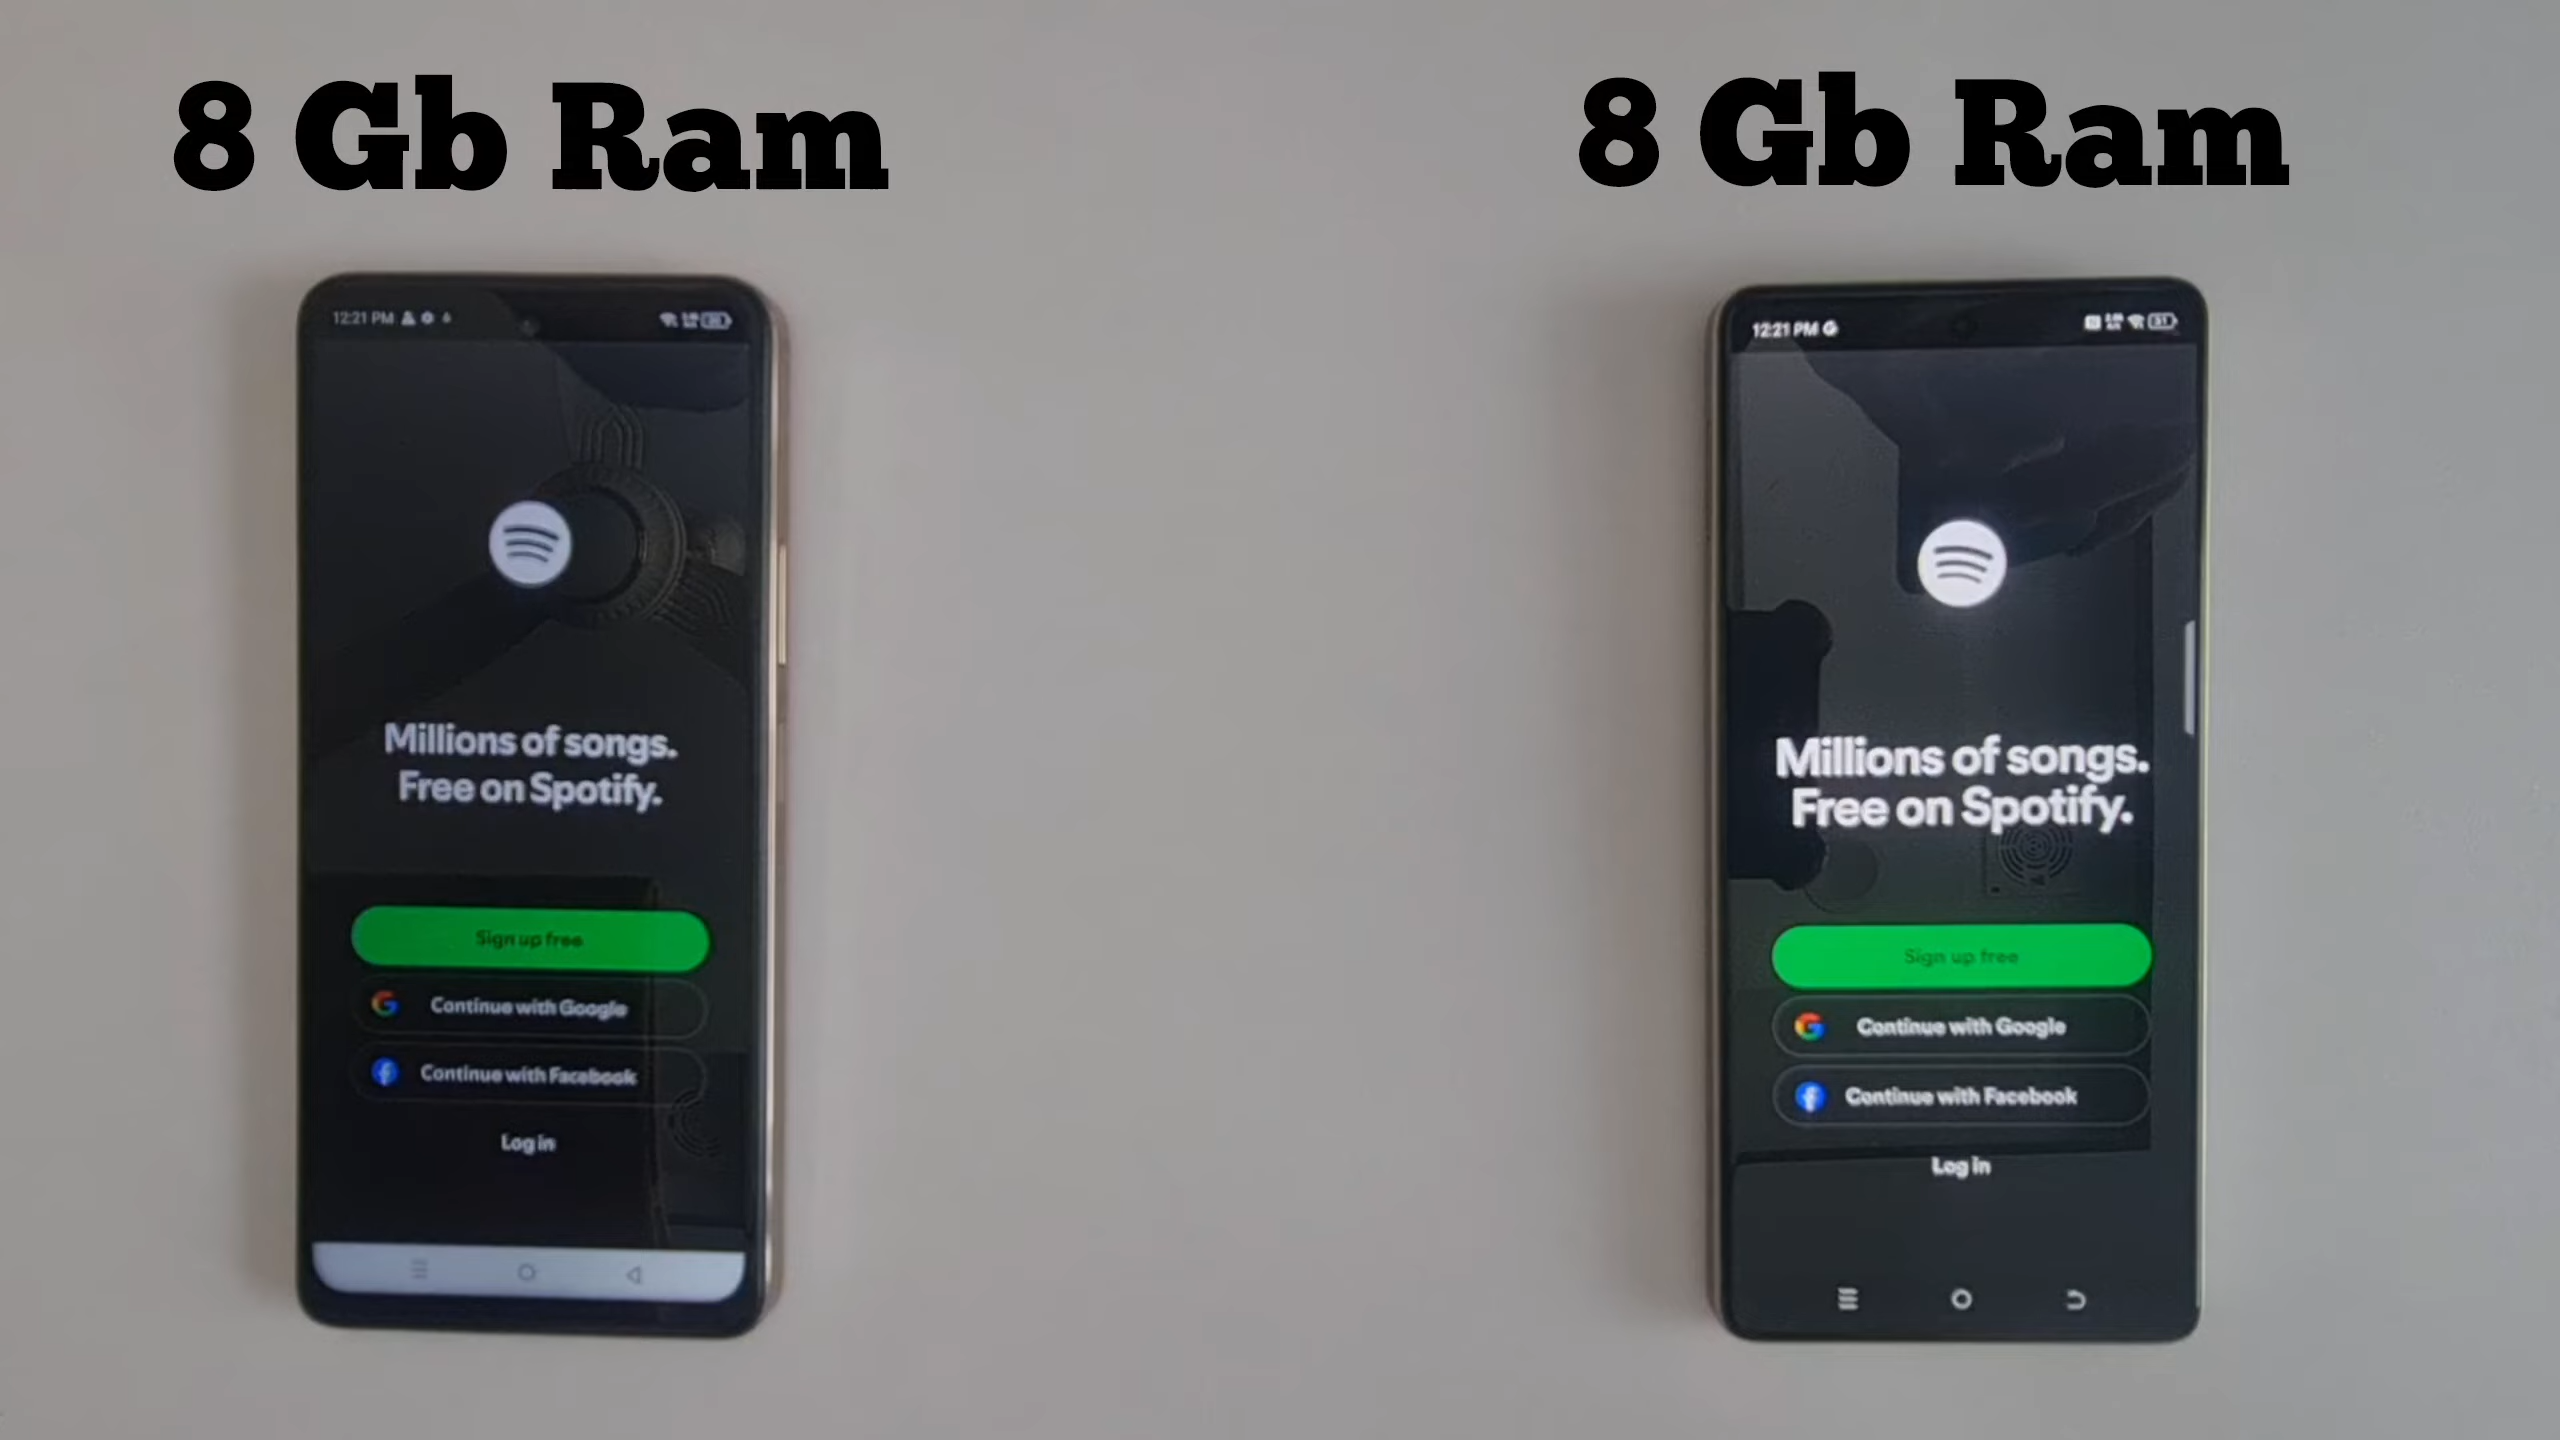 8 Gb Ram
8 Gb Ram
12:21 PM
Millions of songs.
Free on Spotify.
Sign up free
Continue with Google
Continue with Facebook
Log in
12:21 PM
Millions of songs.
Free on Spotify.
Sign up free
Continue with Google
Continue with Facebook
Log in